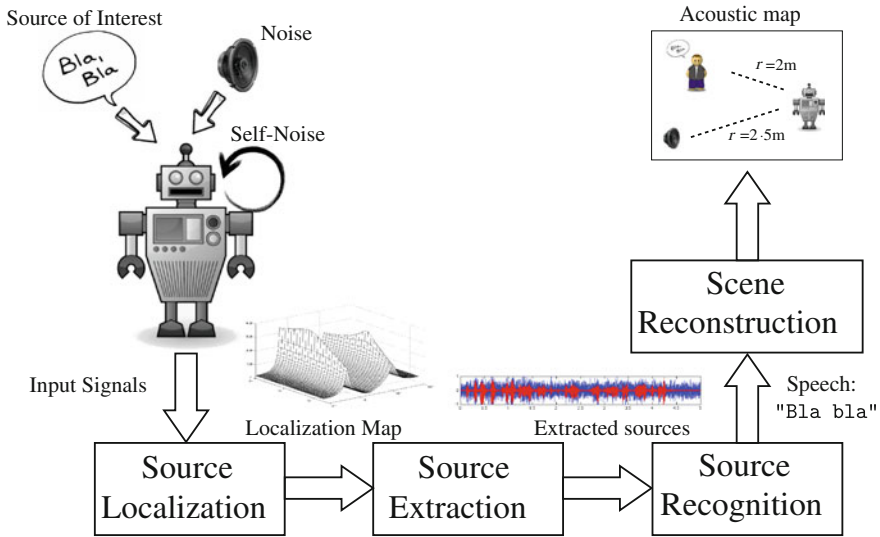 Source of Interest
Noise
Bla,
Bla
Self-Noise
Input Signals
Localization Map
Source
Localization
Source
Extraction
Extracted sources
Source
Recognition
Speech:
"Bla bla"
Scene
Reconstruction
Acoustic map
r =2m
r =2·5m